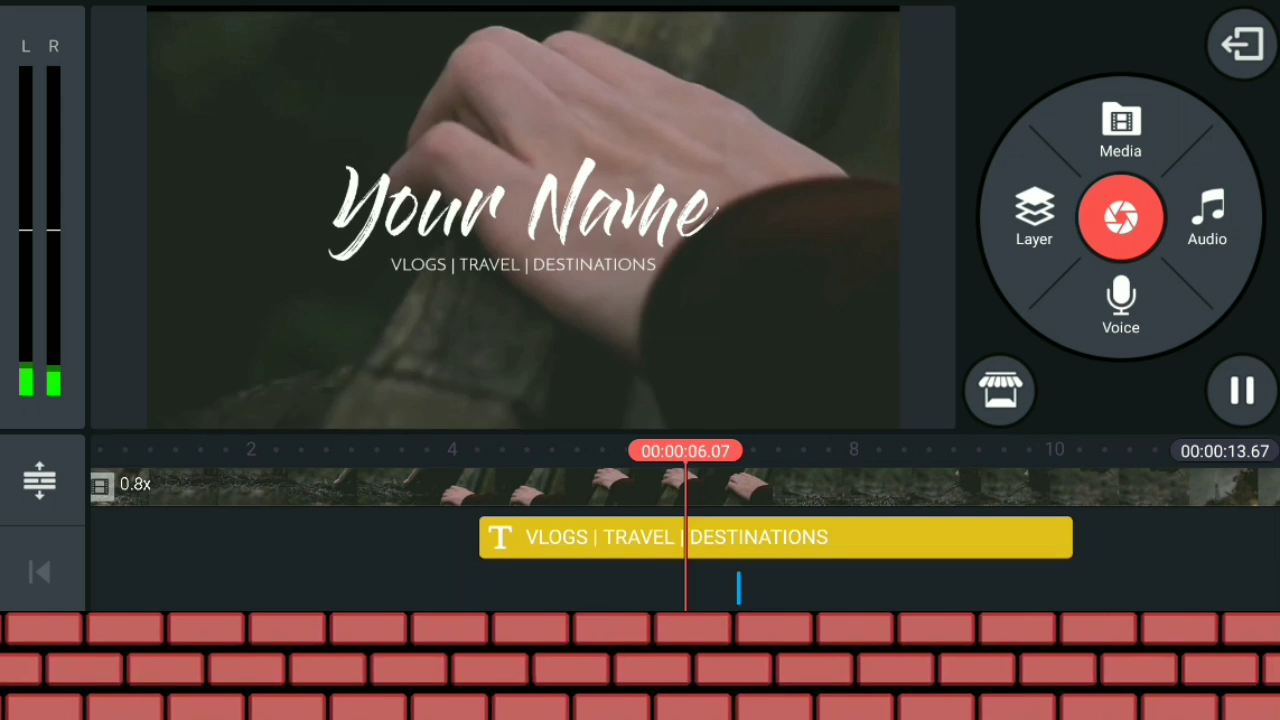 L R
Your Name
VLOGS | TRAVEL | DESTINATIONS
Media
Layer
Audio
Voice
2 4 00:00:06.07 8 10 00:00:13.67
0.8x
T VLOGS | TRAVEL | DESTINATIONS